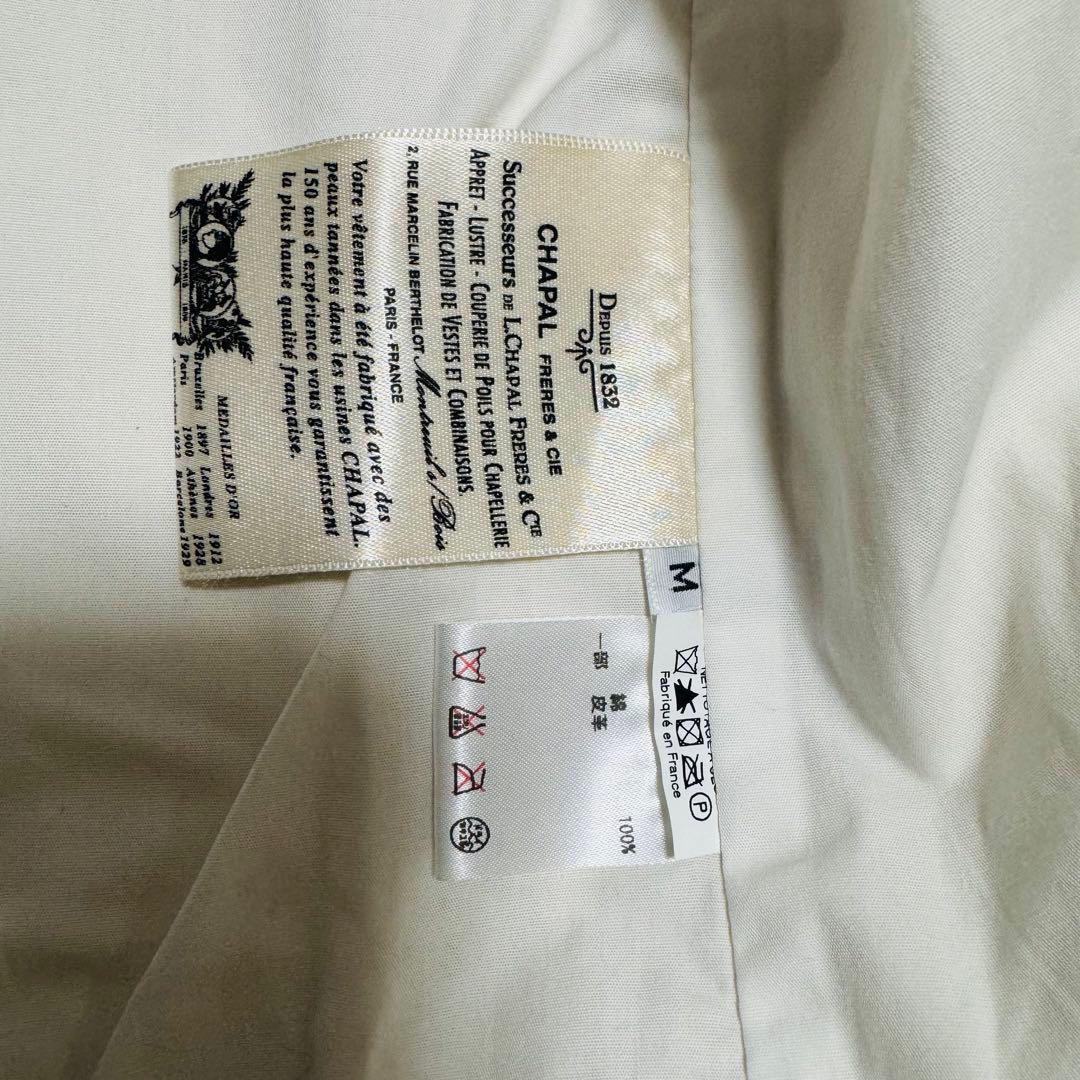 DEPUIS 1832
CHAPAL FRERES & CIE
SUCCESSEURS DE L.CHAPAL FRERES & CIE
APPRET - LUSTRE - COUPERIE DE POILS POUR CHAPELLERIE
FABRICATION DE VESTES ET COMBINAISONS.
2, RUE MARCELIN BERTHELOT Montreuil s/ Bois
PARIS - FRANCE
Votre vêtement à été fabriqué avec des
peaux tannées dans les usines CHAPAL.
150 ans d'expérience vous garantissent
la plus haute qualité française.
PARIS
MEDAILLES D'OR
Bruxelles 1897 Londres 1912
Paris 1900 Athènes 1928
1922 Barcelone 1929
M
NETTOYAGE A
P
Fabriqué en France
綿 100%
一部 皮革